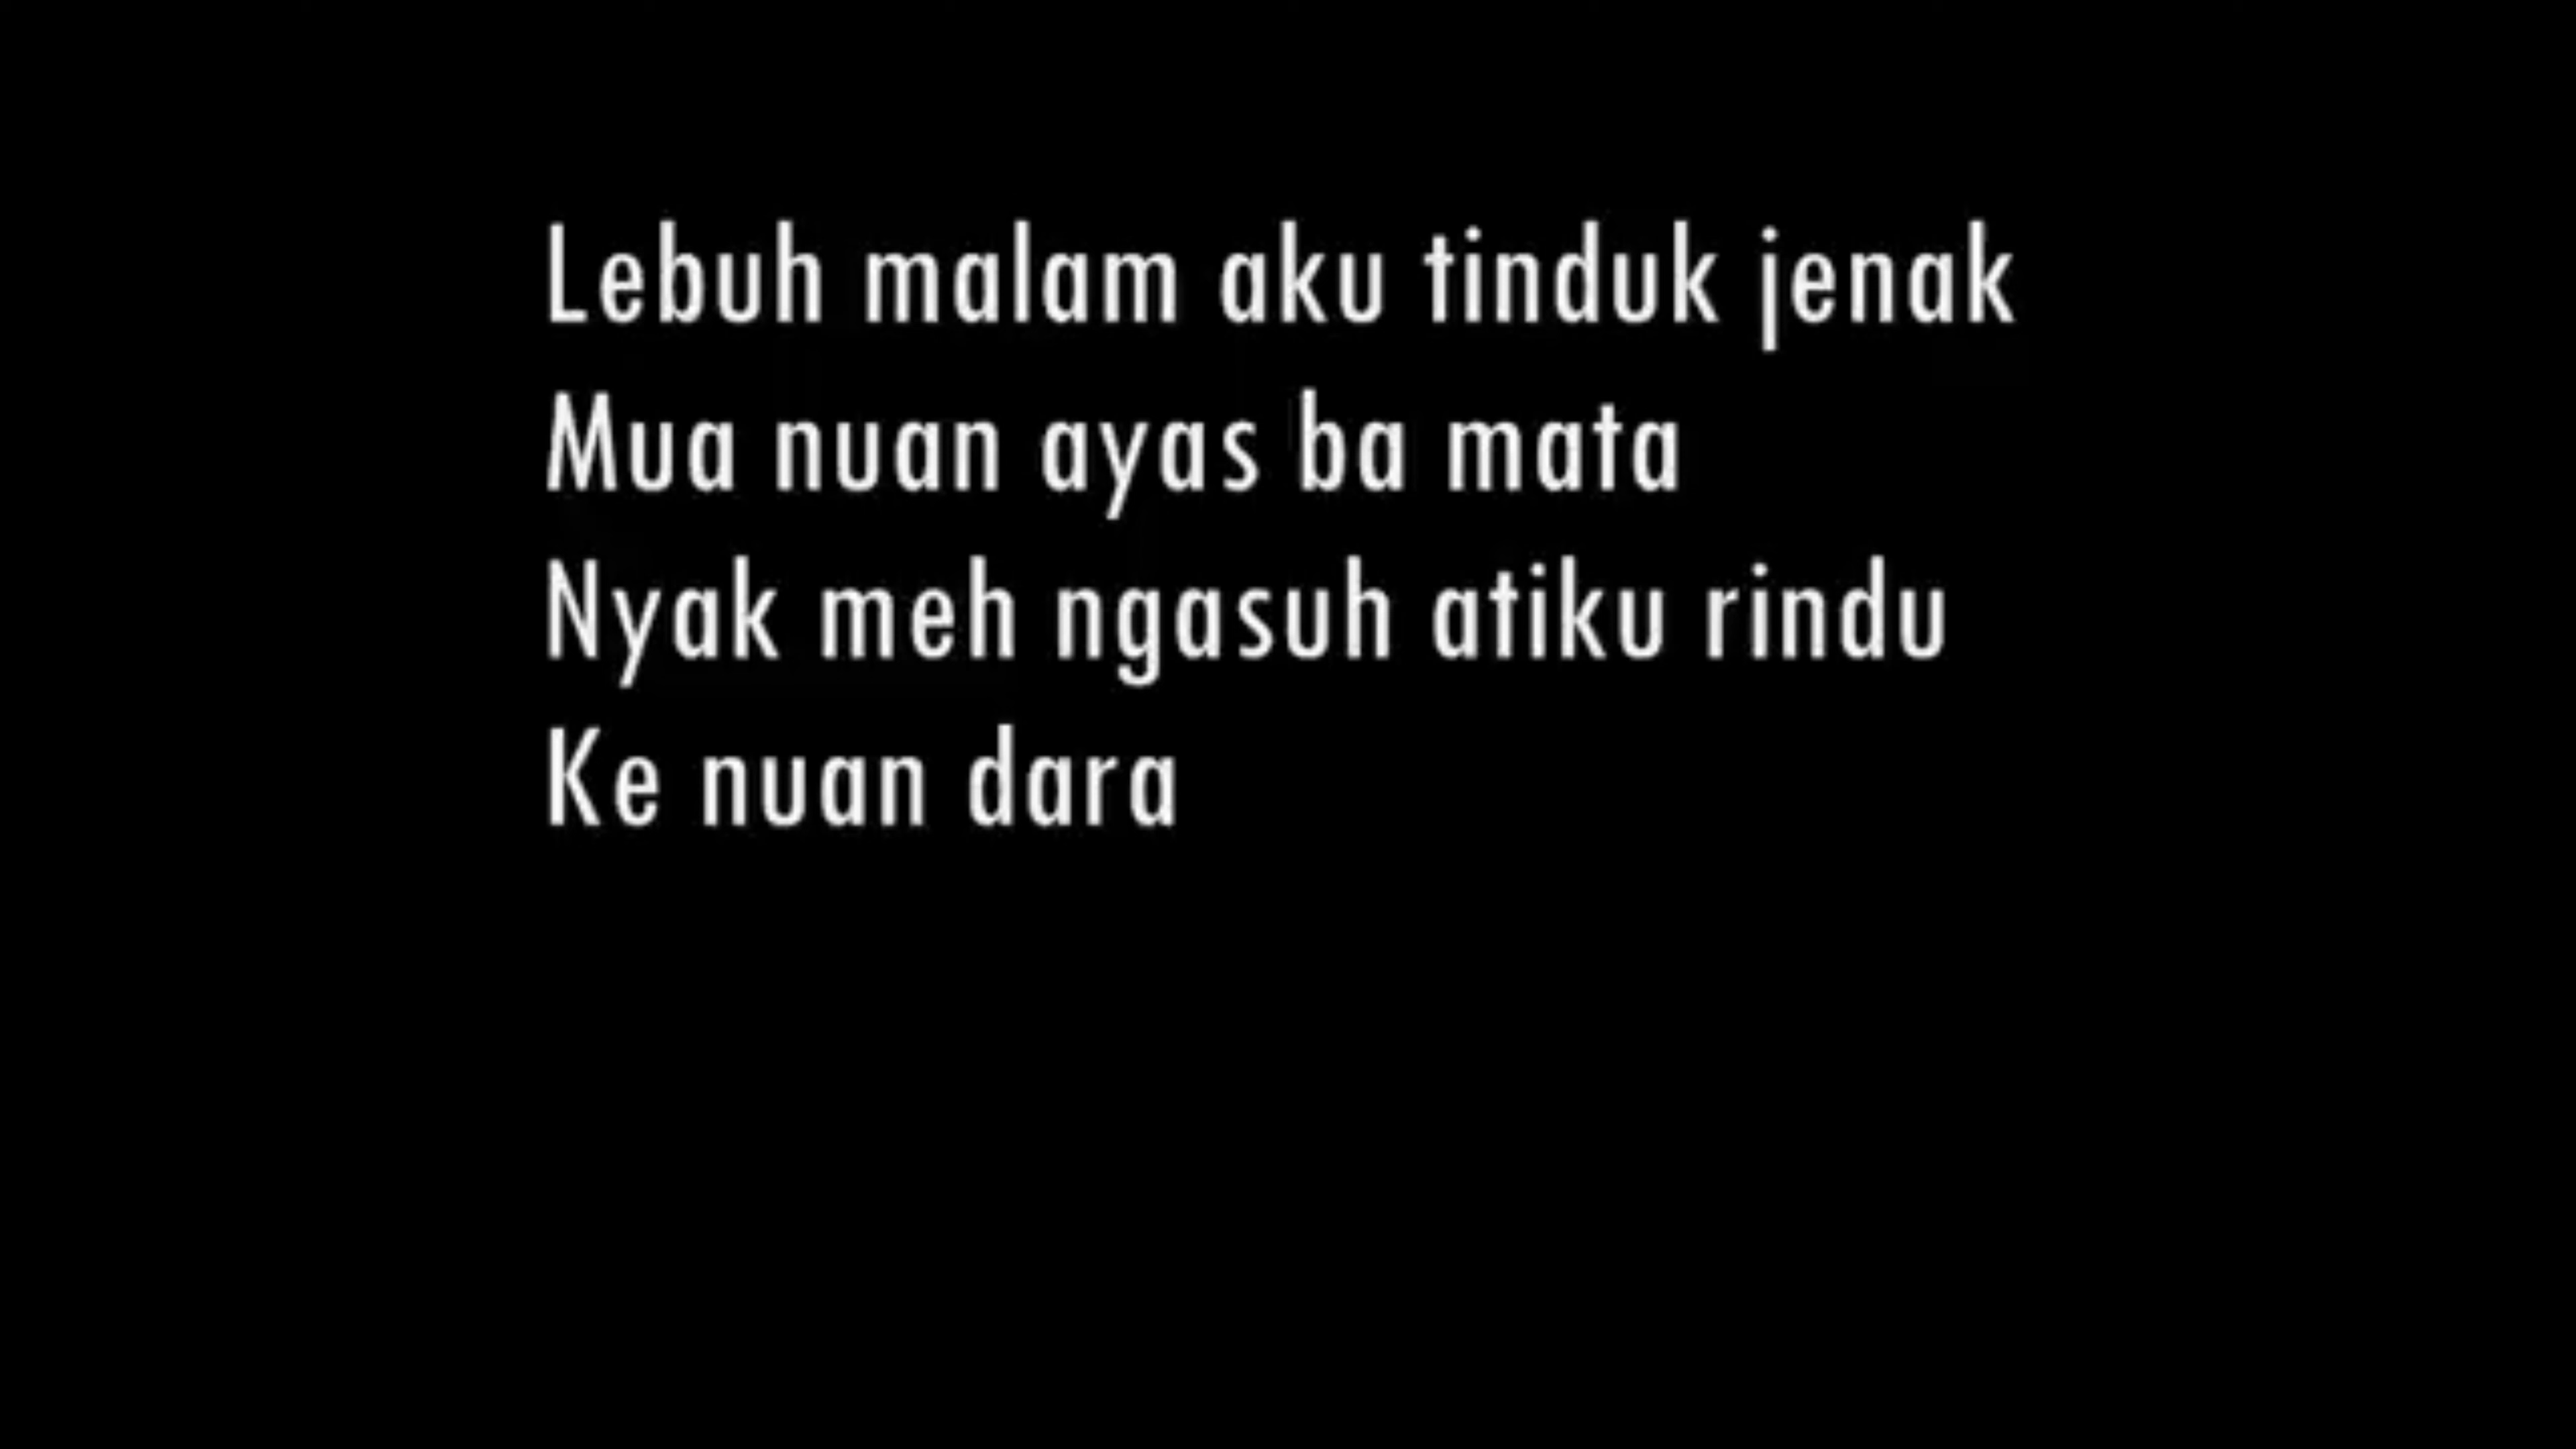 Lebuh malam aku tinduk jenak
Mua nuan ayas ba mata
Nyak meh ngasuh atiku rindu
Ke nuan dara